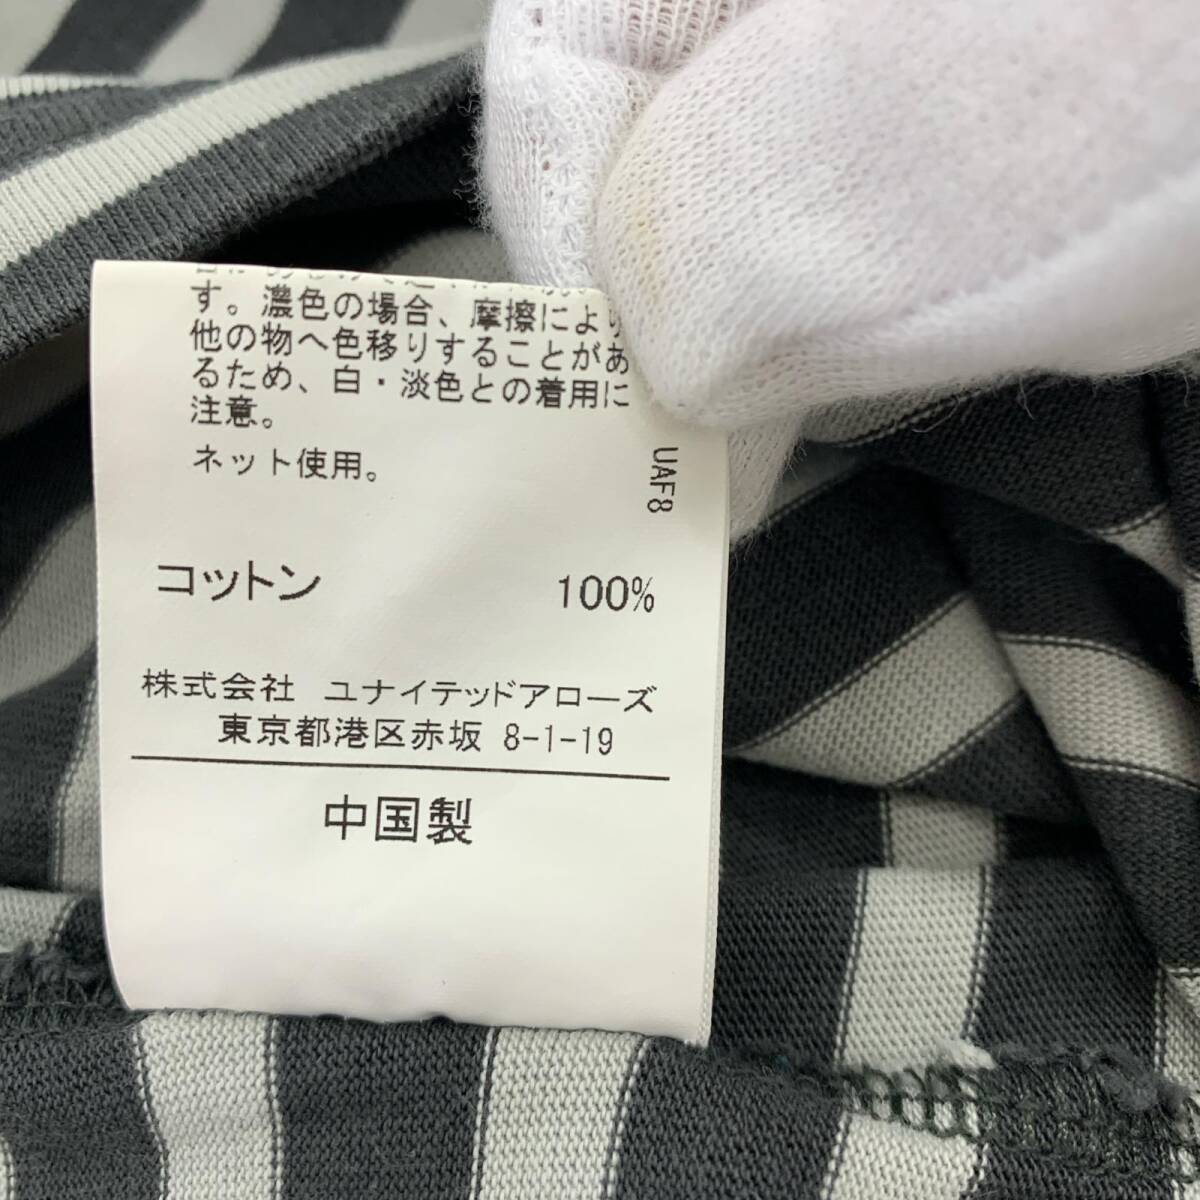 す。濃色の場合、摩擦により
他の物へ色移りすることがあ
るため、白・淡色との着用に
注意。
ネット使用。
UAF8
コットン 100%
株式会社 ユナイテッドアローズ
東京都港区赤坂 8-1-19
中国製